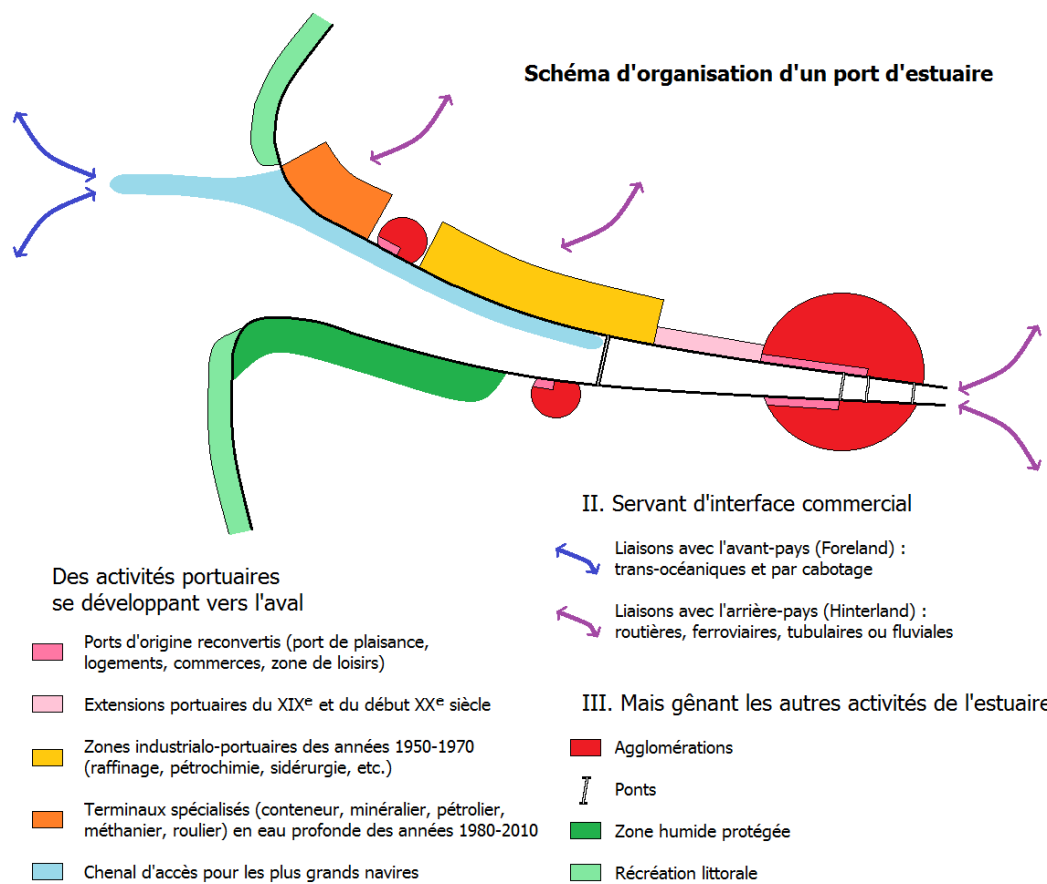 Schéma d'organisation d'un port d'estuaire
Des activités portuaires
se développant vers l'aval
Ports d'origine reconvertis (port de plaisance,
logements, commerces, zone de loisirs)
Extensions portuaires du XIXe et du début XXe siècle
Zones industrialo-portuaires des années 1950-1970
(raffinage, pétrochimie, sidérurgie, etc.)
Terminaux spécialisés (conteneur, minéralier, pétrolier,
méthanier, roulier) en eau profonde des années 1980-2010
Chenal d'accès pour les plus grands navires
II. Servant d'interface commercial
Liaisons avec l'avant-pays (Foreland) :
trans-océaniques et par cabotage
Liaisons avec l'arrière-pays (Hinterland) :
routières, ferroviaires, tubulaires ou fluviales
III. Mais gênant les autres activités de l'estuaire
Agglomérations
Ponts
Zone humide protégée
Récréation littorale